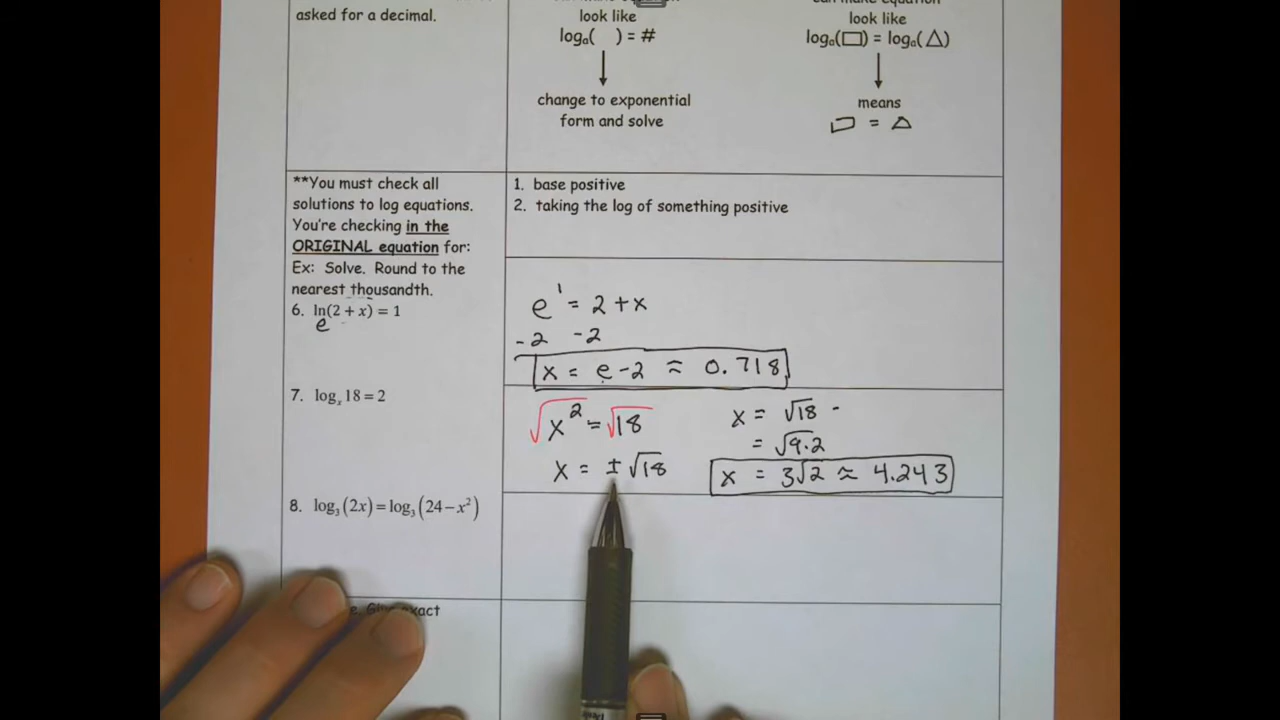 asked for a decimal.
look like
logₐ( ) = #
change to exponential
form and solve
can make equation
look like
logₐ(□) = logₐ(△)
means
▱ = △
**You must check all
solutions to log equations.
You're checking in the
ORIGINAL equation for:
Ex: Solve. Round to the
nearest thousandth.
1. base positive
2. taking the log of something positive
6. ln(2 + x) = 1
e
e¹ = 2 + x
-2 -2
x = e - 2 ≈ 0.718
7. logₓ 18 = 2
√x² = √18
x = ±√18
x = √18 -
= √9·2
x = 3√2 ≈ 4.243
8. log₃(2x) = log₃(24 − x²)
exact